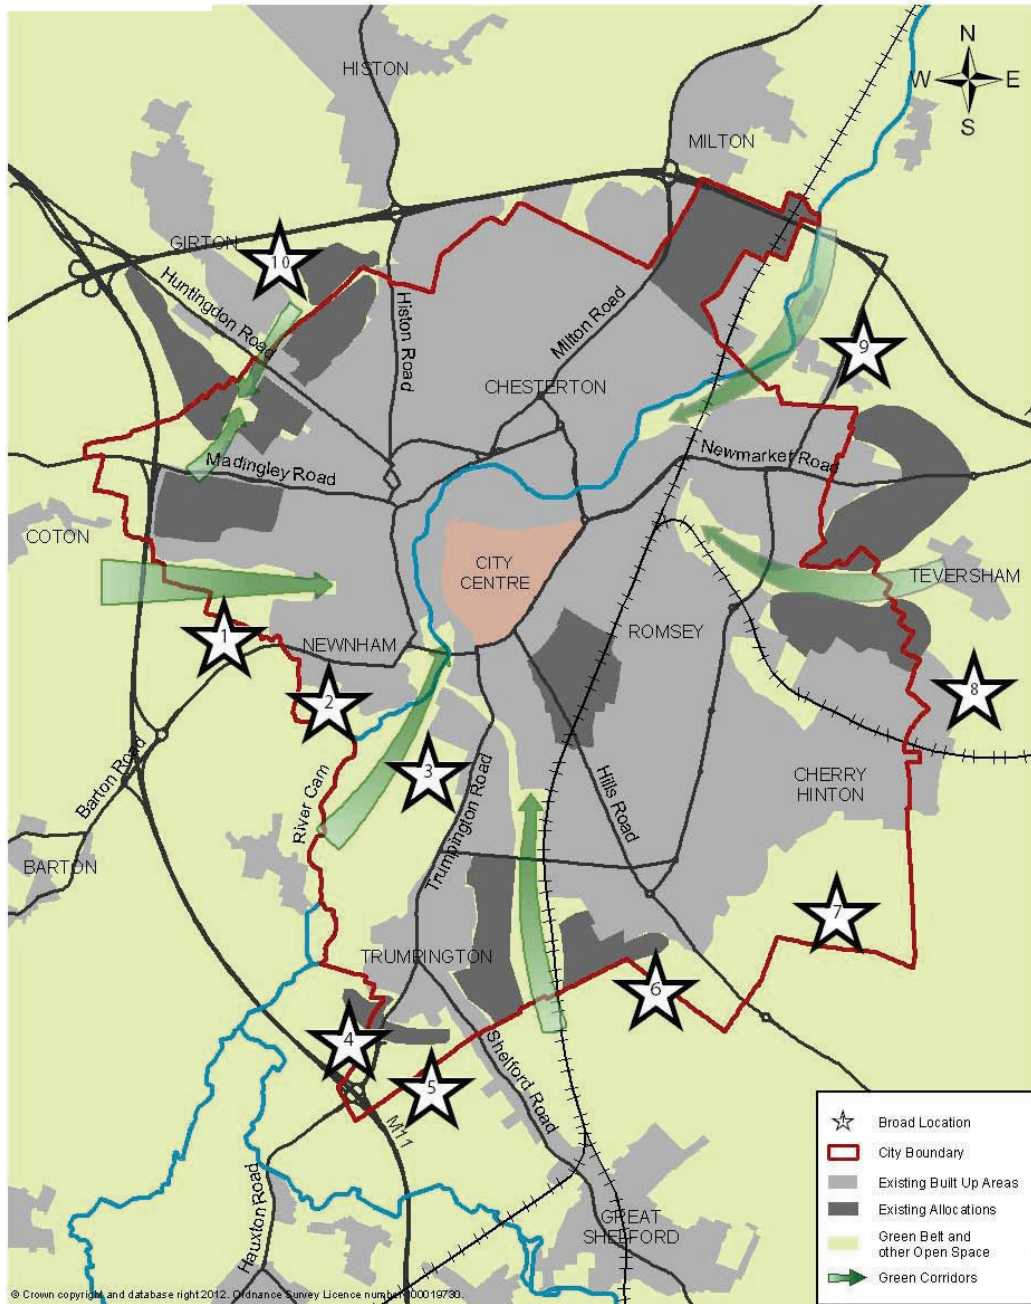 N
HISTON
W E
S
MILTON
GIRTON
10
Huntingdon Road
Histon Road
Milton Road
9
CHESTERTON
Newmarket Road
Madingley Road
COTON
CITY
CENTRE
TEVERSHAM
1
NEWNHAM
ROMSEY
2
8
3
Barton Road
River Cam
Trumpington Road
Hills Road
CHERRY
HINTON
BARTON
7
TRUMPINGTON
6
4
5
Shelford Road
M11
Hauxton Road
GREAT
SHELFORD
Broad Location
City Boundary
Existing Built Up Areas
Existing Allocations
Green Belt and
other Open Space
Green Corridors
© Crown copyright and database right 2012. Ordnance Survey Licence number 100019730.